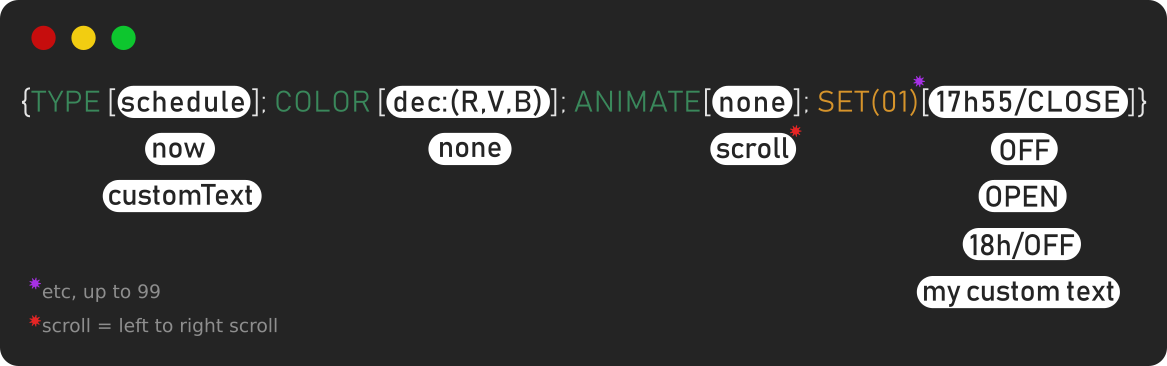 {TYPE [schedule]; COLOR [dec:(R,V,B)]; ANIMATE[none]; SET(01)*[17h55/CLOSE]}
now none scroll* OFF
customText OPEN
18h/OFF
*etc, up to 99 my custom text
*scroll = left to right scroll